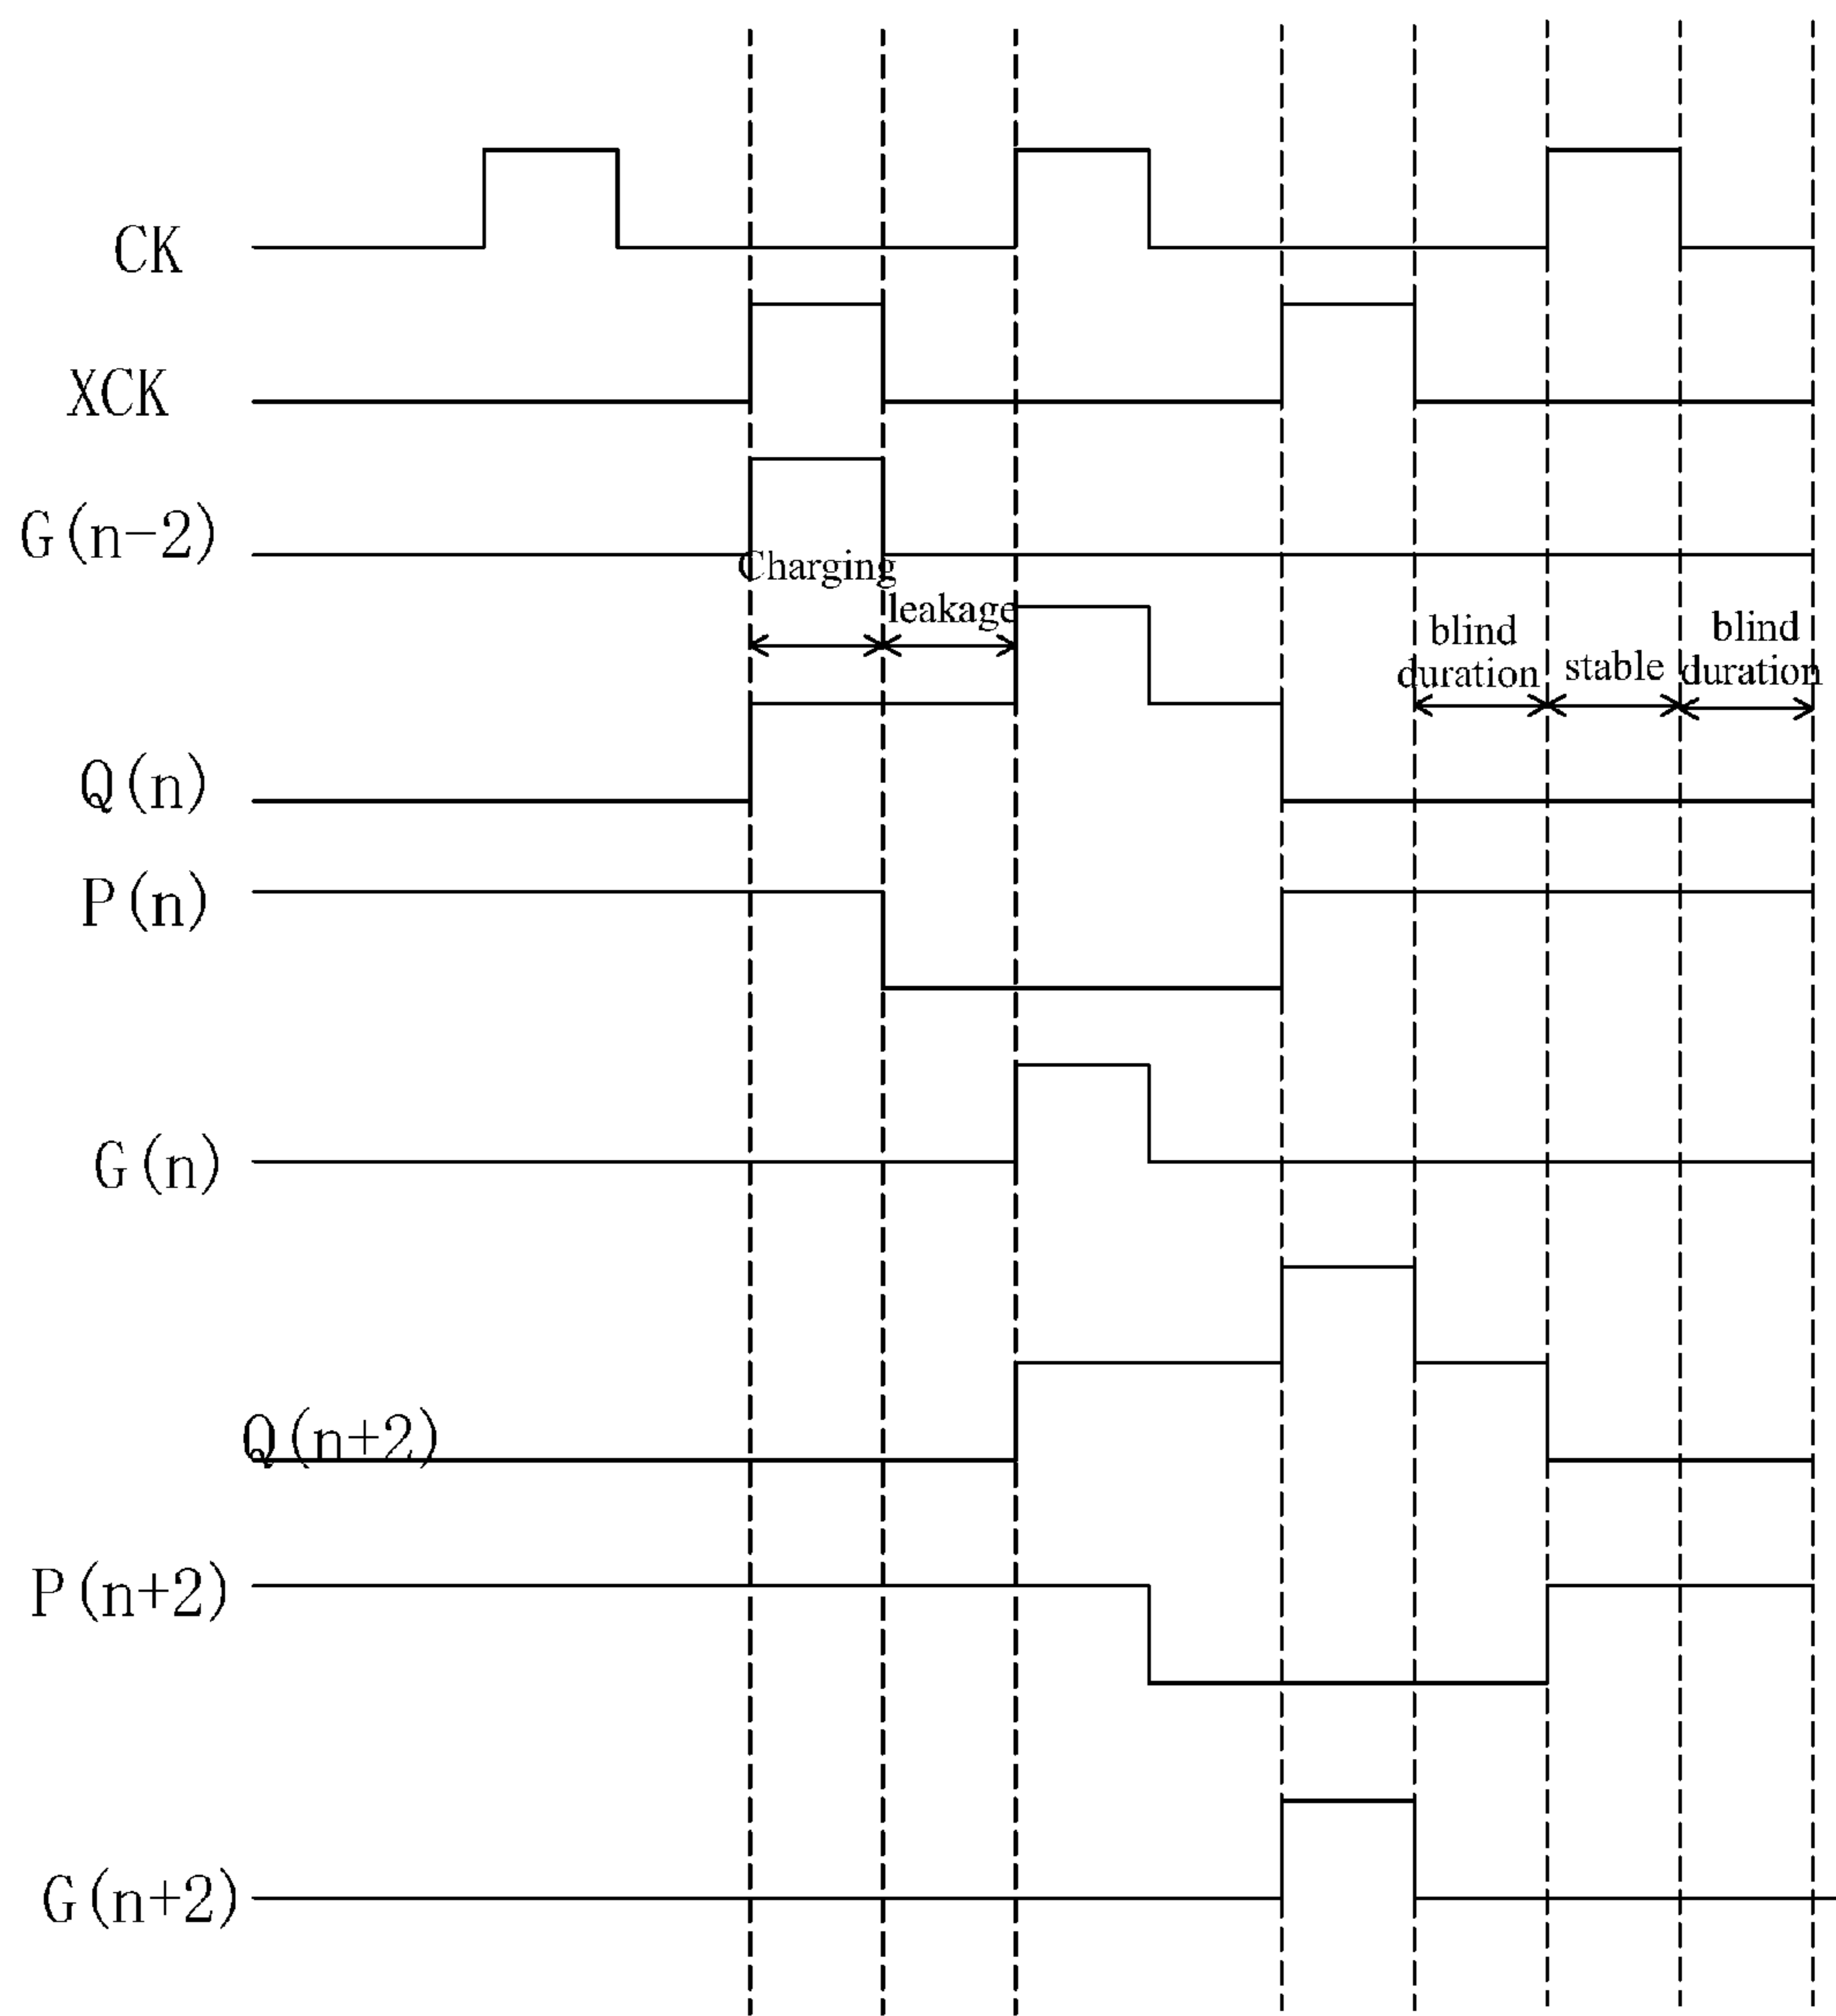 CK
XCK
G(n-2)
Charging
leakage
blind
duration
stable
blind
duration
Q(n)
P(n)
G(n)
Q(n+2)
P(n+2)
G(n+2)